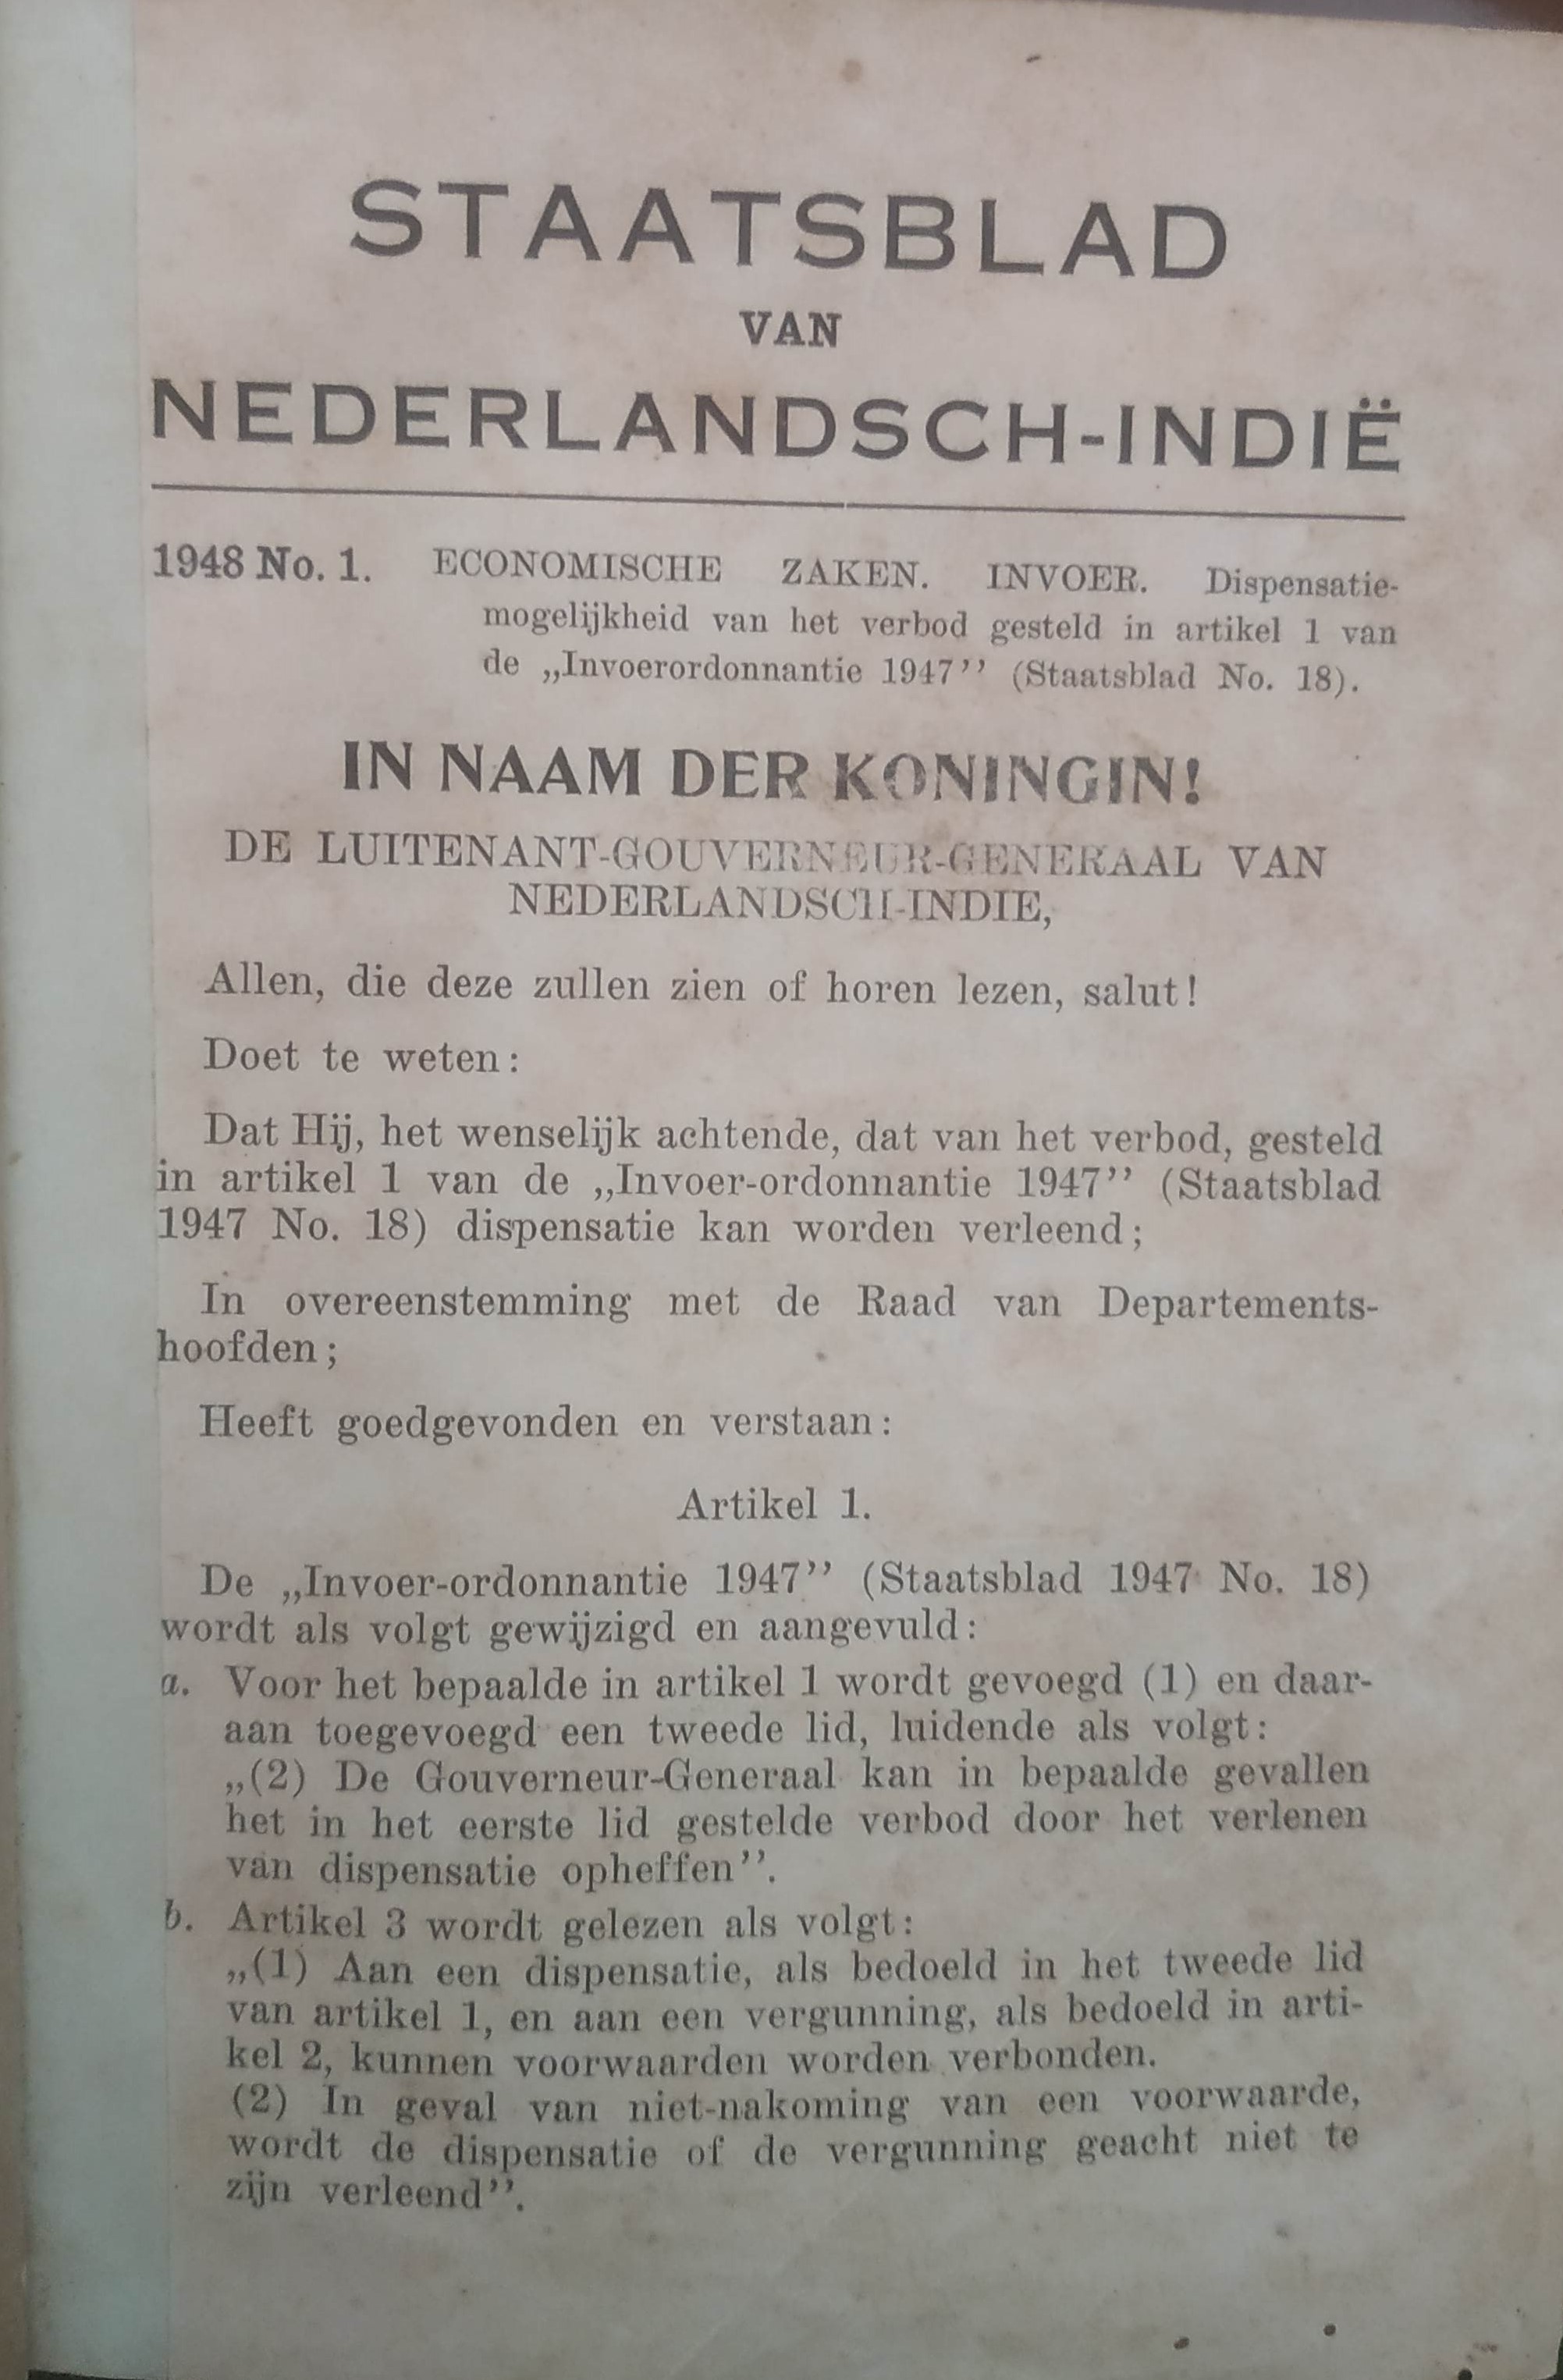 STAATSBLAD
VAN
NEDERLANDSCH-INDIË
1948 No. 1. ECONOMISCHE ZAKEN. INVOER. Dispensatie-
mogelijkheid van het verbod gesteld in artikel 1 van
de „Invoerordonnantie 1947” (Staatsblad No. 18).
IN NAAM DER KONINGIN!
DE LUITENANT-GOUVERNEUR-GENERAAL VAN
NEDERLANDSCH-INDIE,
Allen, die deze zullen zien of horen lezen, salut!
Doet te weten:
Dat Hij, het wenselijk achtende, dat van het verbod, gesteld
in artikel 1 van de „Invoer-ordonnantie 1947” (Staatsblad
1947 No. 18) dispensatie kan worden verleend;
In overeenstemming met de Raad van Departements-
hoofden;
Heeft goedgevonden en verstaan:
Artikel 1.
De „Invoer-ordonnantie 1947” (Staatsblad 1947 No. 18)
wordt als volgt gewijzigd en aangevuld:
a. Voor het bepaalde in artikel 1 wordt gevoegd (1) en daar-
aan toegevoegd een tweede lid, luidende als volgt:
„(2) De Gouverneur-Generaal kan in bepaalde gevallen
het in het eerste lid gestelde verbod door het verlenen
van dispensatie opheffen”.
b. Artikel 3 wordt gelezen als volgt:
„(1) Aan een dispensatie, als bedoeld in het tweede lid
van artikel 1, en aan een vergunning, als bedoeld in arti-
kel 2, kunnen voorwaarden worden verbonden.
(2) In geval van niet-nakoming van een voorwaarde,
wordt de dispensatie of de vergunning geacht niet te
zijn verleend”.